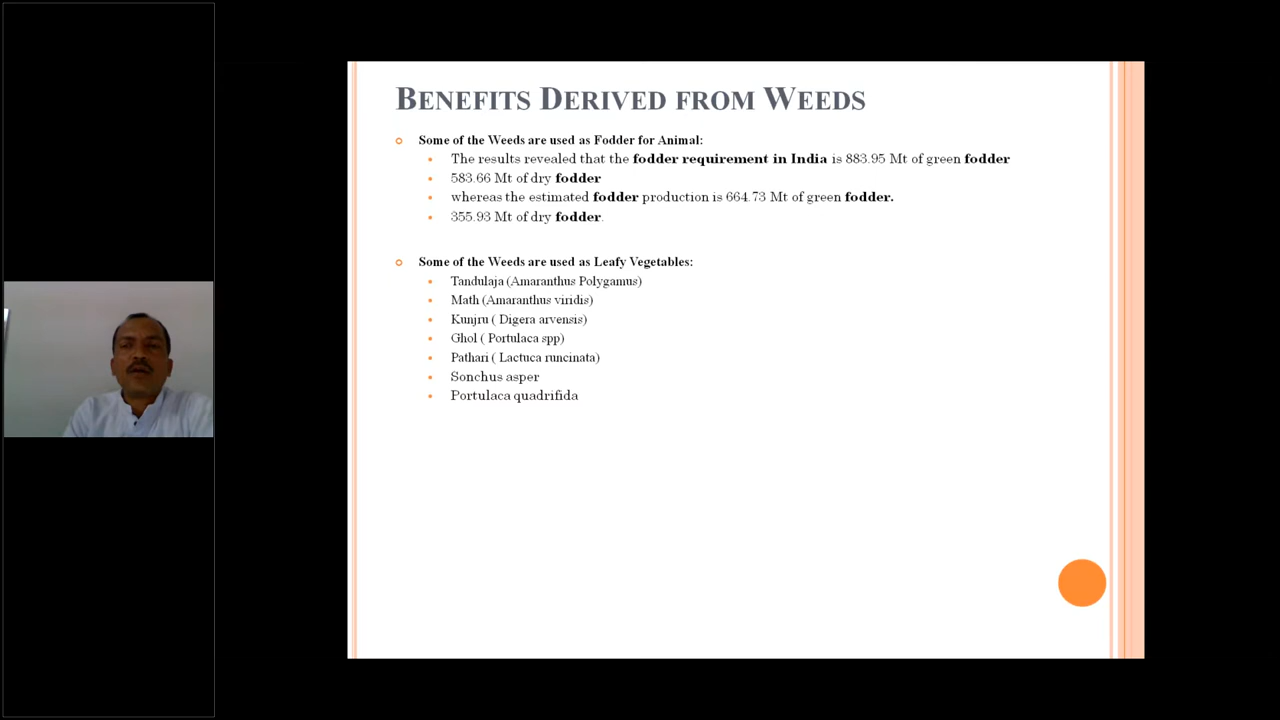 BENEFITS DERIVED FROM WEEDS
Some of the Weeds are used as Fodder for Animal:
The results revealed that the fodder requirement in India is 883.95 Mt of green fodder
583.66 Mt of dry fodder
whereas the estimated fodder production is 664.73 Mt of green fodder.
355.93 Mt of dry fodder.
Some of the Weeds are used as Leafy Vegetables:
Tandulaja (Amaranthus Polygamus)
Math (Amaranthus viridis)
Kunjru ( Digera arvensis)
Ghol ( Portulaca spp)
Pathari ( Lactuca runcinata)
Sonchus asper
Portulaca quadrifida